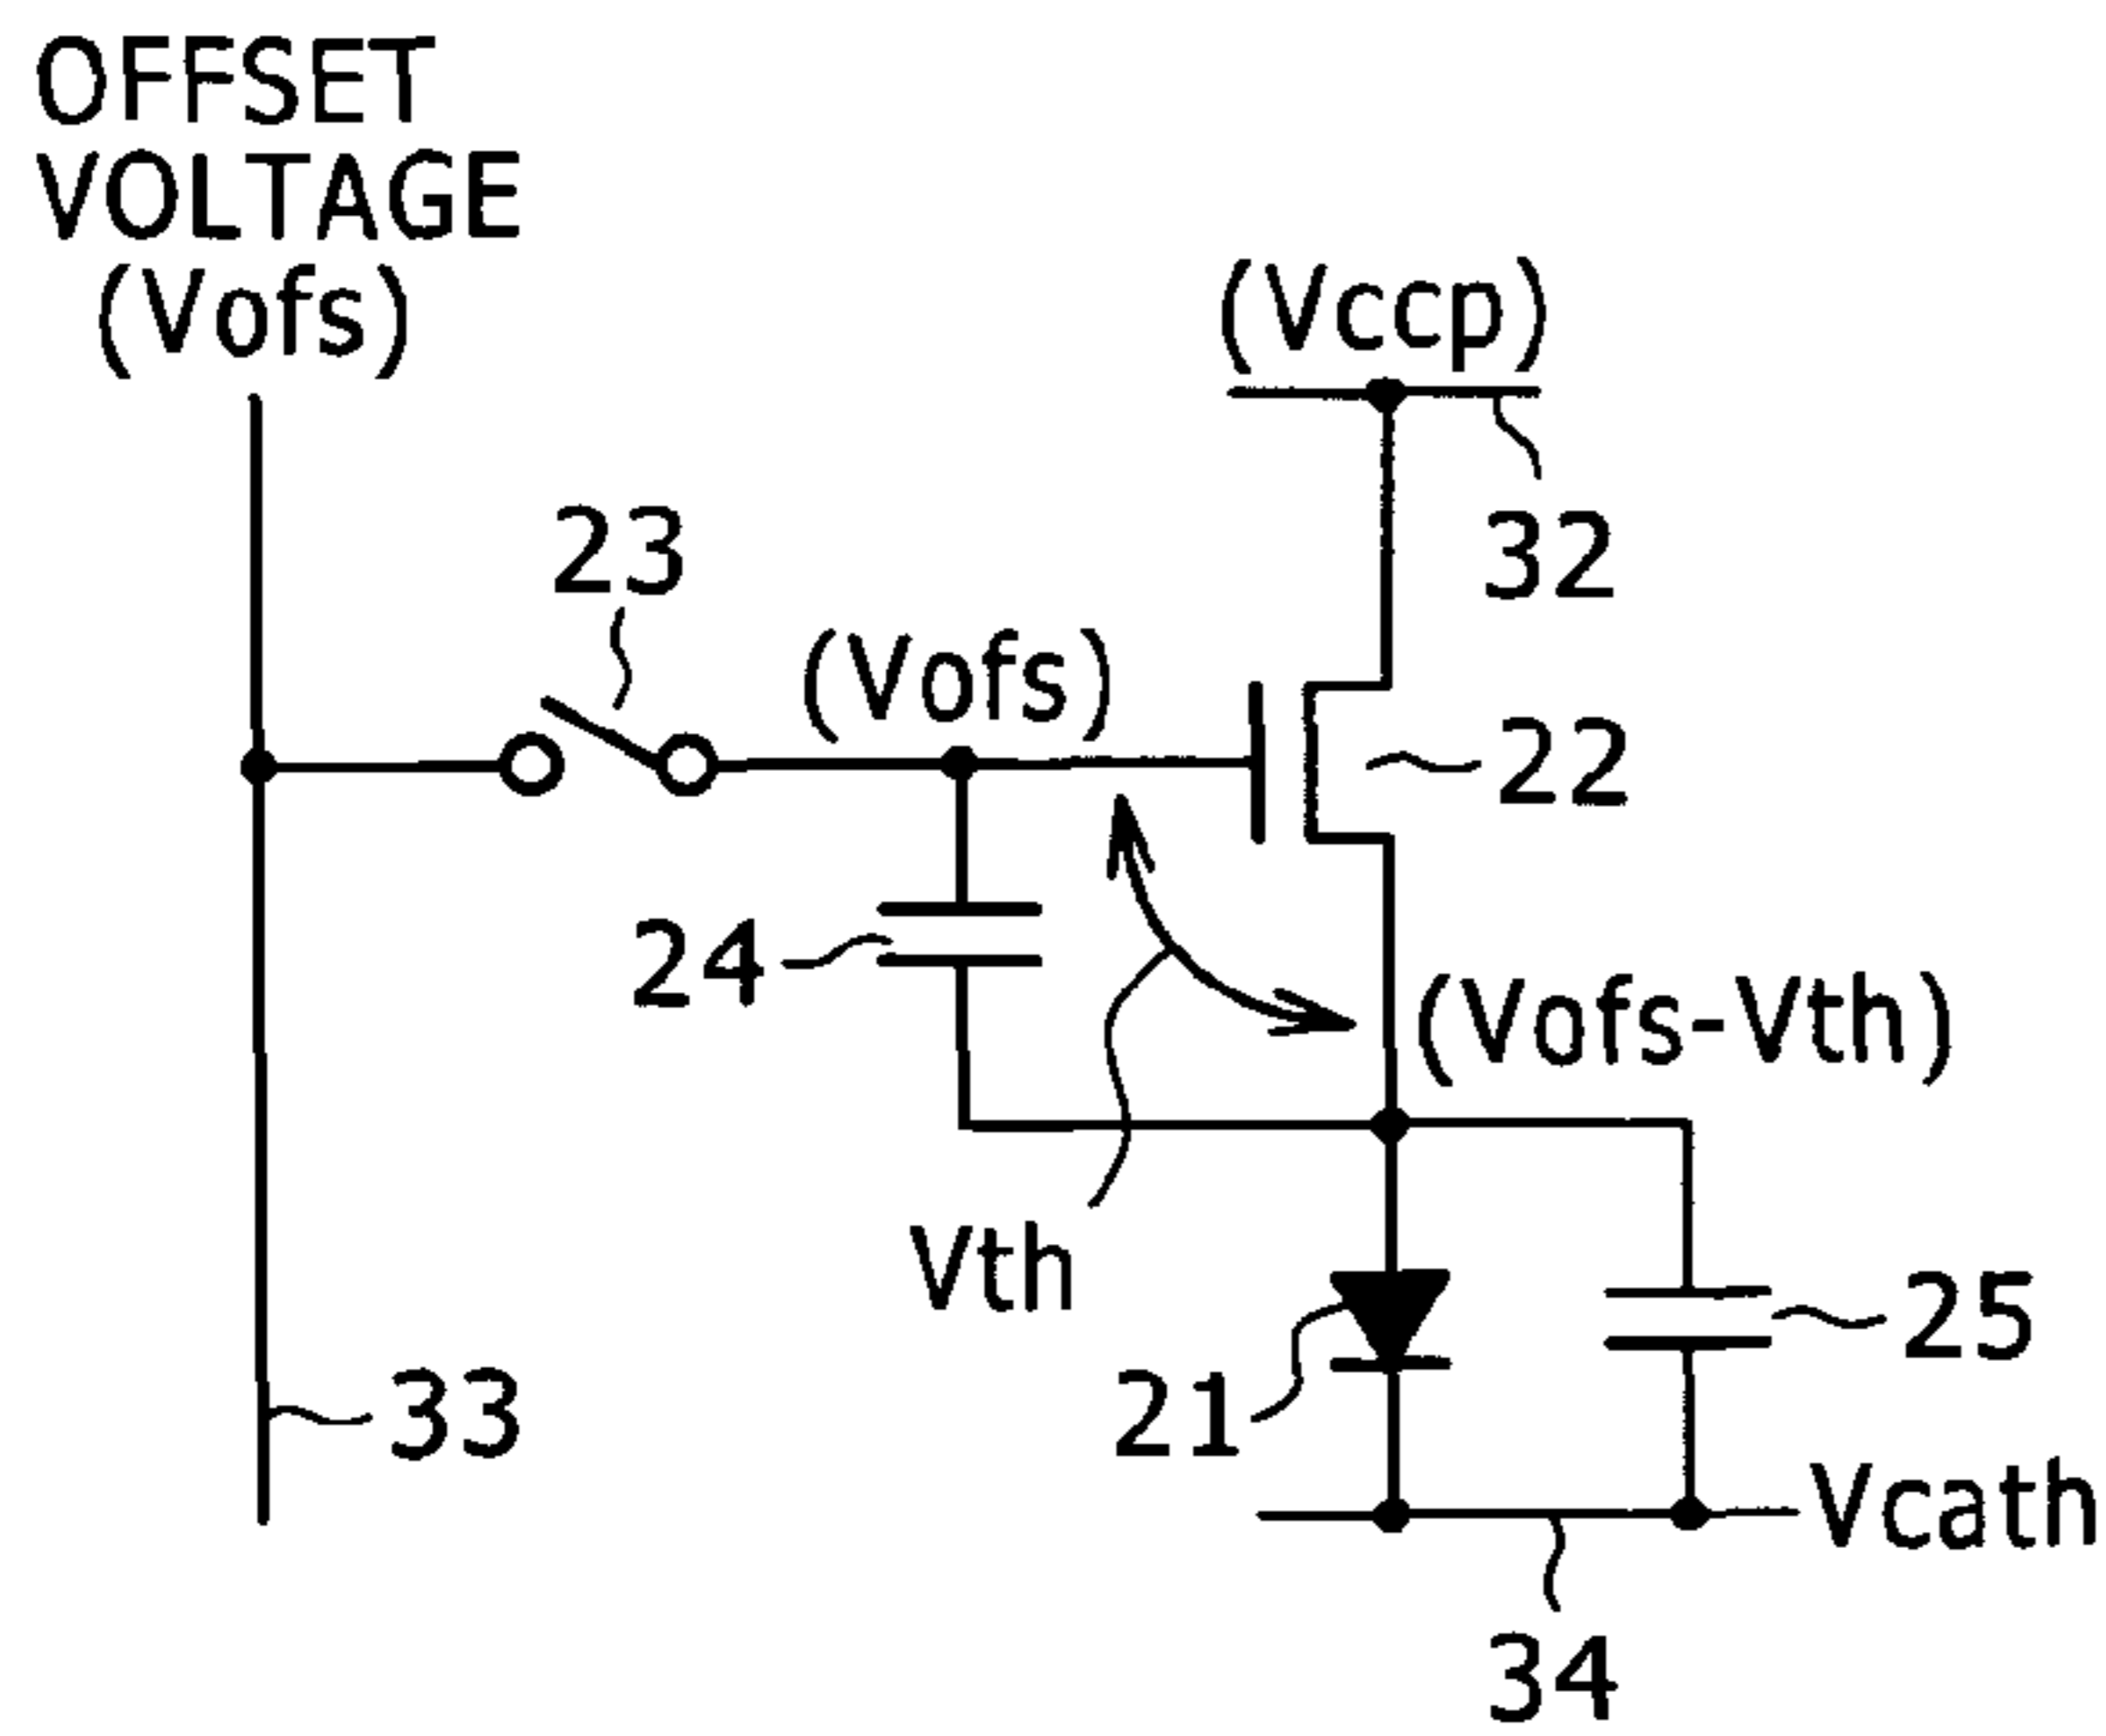 OFFSET
VOLTAGE
(Vofs)
(Vccp)
32
23
(Vofs)
22
24
(Vofs-Vth)
Vth
25
21
33
Vcath
34